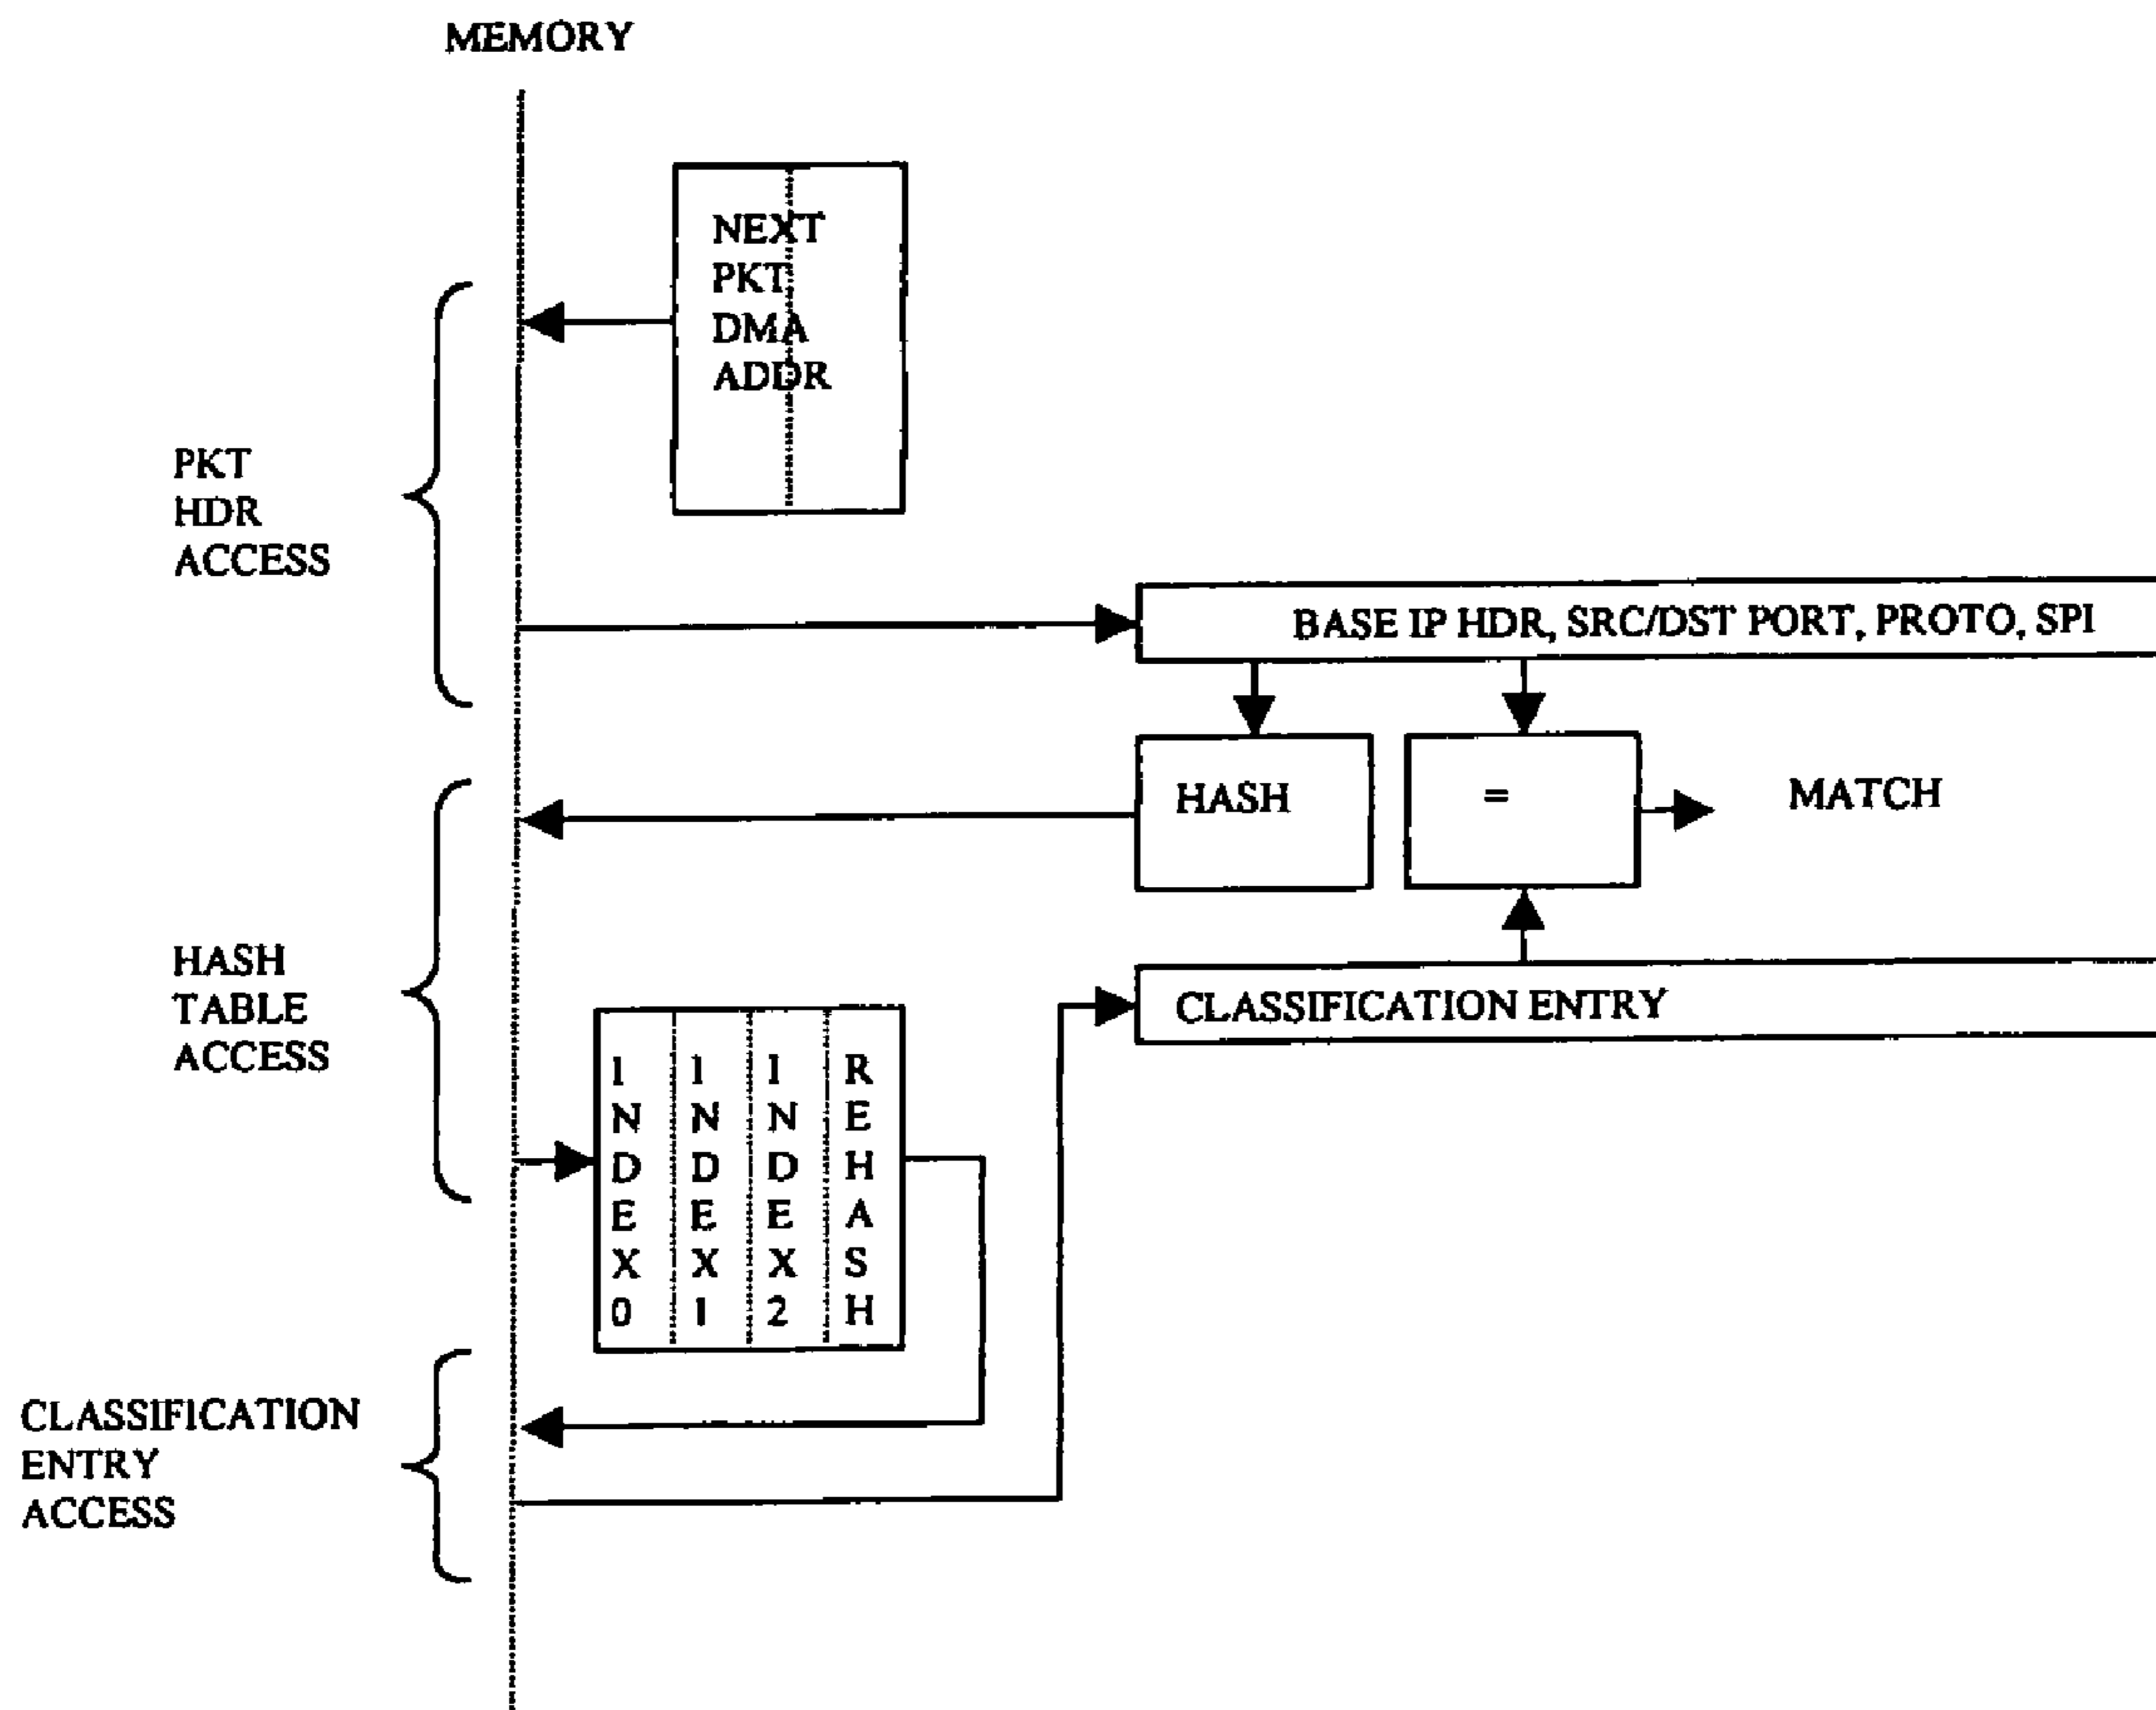 MEMORY
NEXT
PKT
DMA
ADDR
PKT
HDR
ACCESS
BASE IP HDR, SRC/DST PORT, PROTO, SPI
HASH
=
MATCH
HASH
TABLE
ACCESS
CLASSIFICATION ENTRY
INDEX0
INDEX1
INDEX2
REHASH
CLASSIFICATION
ENTRY
ACCESS